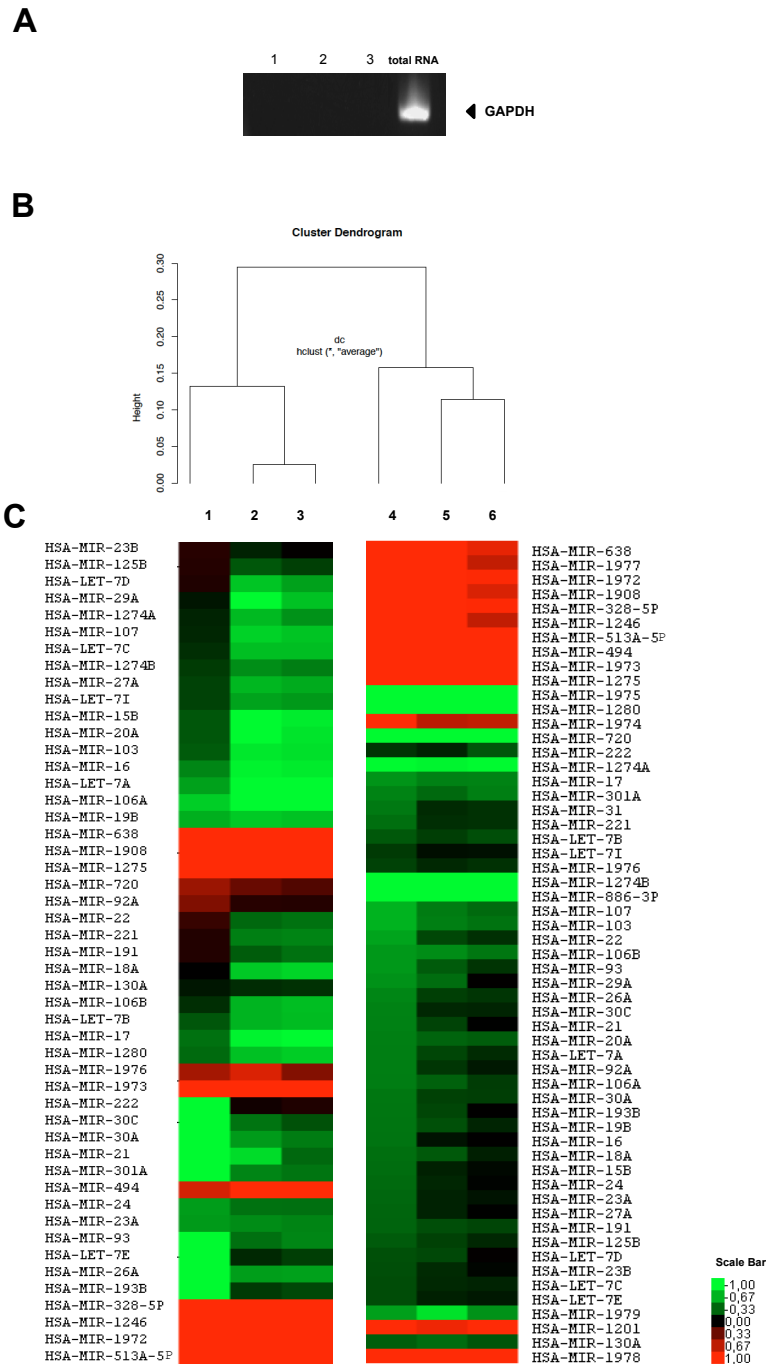 A
1 2 3 total RNA
GAPDH
B
Cluster Dendrogram
0.30
0.25
0.20
0.15
0.10
0.05
0.00
Height
dc
hclust (*, "average")
C
1 2 3 4 5 6
HSA-MIR-23B
HSA-MIR-125B
HSA-LET-7D
HSA-MIR-29A
HSA-MIR-1274A
HSA-MIR-107
HSA-LET-7C
HSA-MIR-1274B
HSA-MIR-27A
HSA-LET-7I
HSA-MIR-15B
HSA-MIR-20A
HSA-MIR-103
HSA-MIR-16
HSA-LET-7A
HSA-MIR-106A
HSA-MIR-19B
HSA-MIR-638
HSA-MIR-1908
HSA-MIR-1275
HSA-MIR-720
HSA-MIR-92A
HSA-MIR-22
HSA-MIR-221
HSA-MIR-191
HSA-MIR-18A
HSA-MIR-130A
HSA-MIR-106B
HSA-LET-7B
HSA-MIR-17
HSA-MIR-1280
HSA-MIR-1976
HSA-MIR-1973
HSA-MIR-222
HSA-MIR-30C
HSA-MIR-30A
HSA-MIR-21
HSA-MIR-301A
HSA-MIR-494
HSA-MIR-24
HSA-MIR-23A
HSA-MIR-93
HSA-LET-7E
HSA-MIR-26A
HSA-MIR-193B
HSA-MIR-328-5P
HSA-MIR-1246
HSA-MIR-1972
HSA-MIR-513A-5P
HSA-MIR-638
HSA-MIR-1977
HSA-MIR-1972
HSA-MIR-1908
HSA-MIR-328-5P
HSA-MIR-1246
HSA-MIR-513A-5P
HSA-MIR-494
HSA-MIR-1973
HSA-MIR-1275
HSA-MIR-1975
HSA-MIR-1280
HSA-MIR-1974
HSA-MIR-720
HSA-MIR-222
HSA-MIR-1274A
HSA-MIR-17
HSA-MIR-301A
HSA-MIR-31
HSA-MIR-221
HSA-LET-7B
HSA-LET-7I
HSA-MIR-1976
HSA-MIR-1274B
HSA-MIR-886-3P
HSA-MIR-107
HSA-MIR-103
HSA-MIR-22
HSA-MIR-106B
HSA-MIR-93
HSA-MIR-29A
HSA-MIR-26A
HSA-MIR-30C
HSA-MIR-21
HSA-MIR-20A
HSA-LET-7A
HSA-MIR-92A
HSA-MIR-106A
HSA-MIR-30A
HSA-MIR-193B
HSA-MIR-19B
HSA-MIR-16
HSA-MIR-18A
HSA-MIR-15B
HSA-MIR-24
HSA-MIR-23A
HSA-MIR-27A
HSA-MIR-191
HSA-MIR-125B
HSA-LET-7D
HSA-MIR-23B
HSA-LET-7C
HSA-LET-7E
HSA-MIR-1979
HSA-MIR-1201
HSA-MIR-130A
HSA-MIR-1978
Scale Bar
-1,00
-0,67
-0,33
0,00
0,33
0,67
1,00